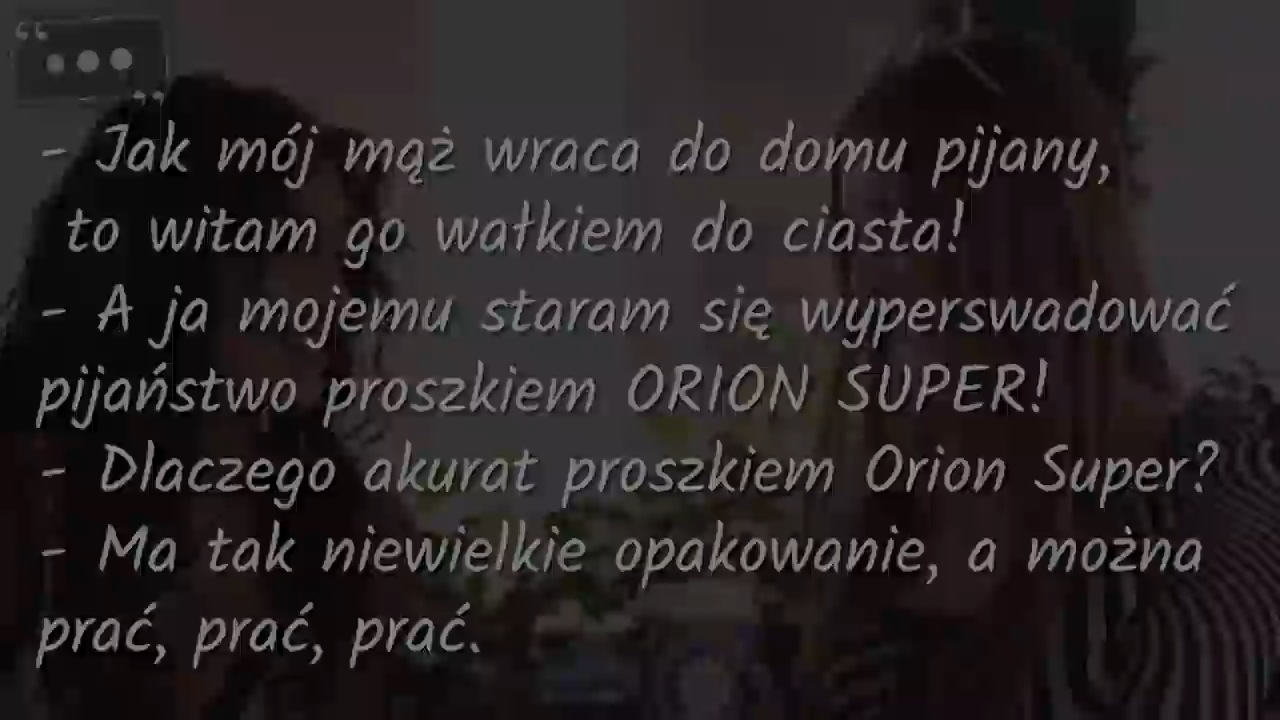 - Jak mój mąż wraca do domu pijany,
to witam go wałkiem do ciasta!
- A ja mojemu staram się wyperswadować
pijaństwo proszkiem ORION SUPER!
- Dlaczego akurat proszkiem Orion Super?
- Ma tak niewielkie opakowanie, a można
prać, prać, prać.